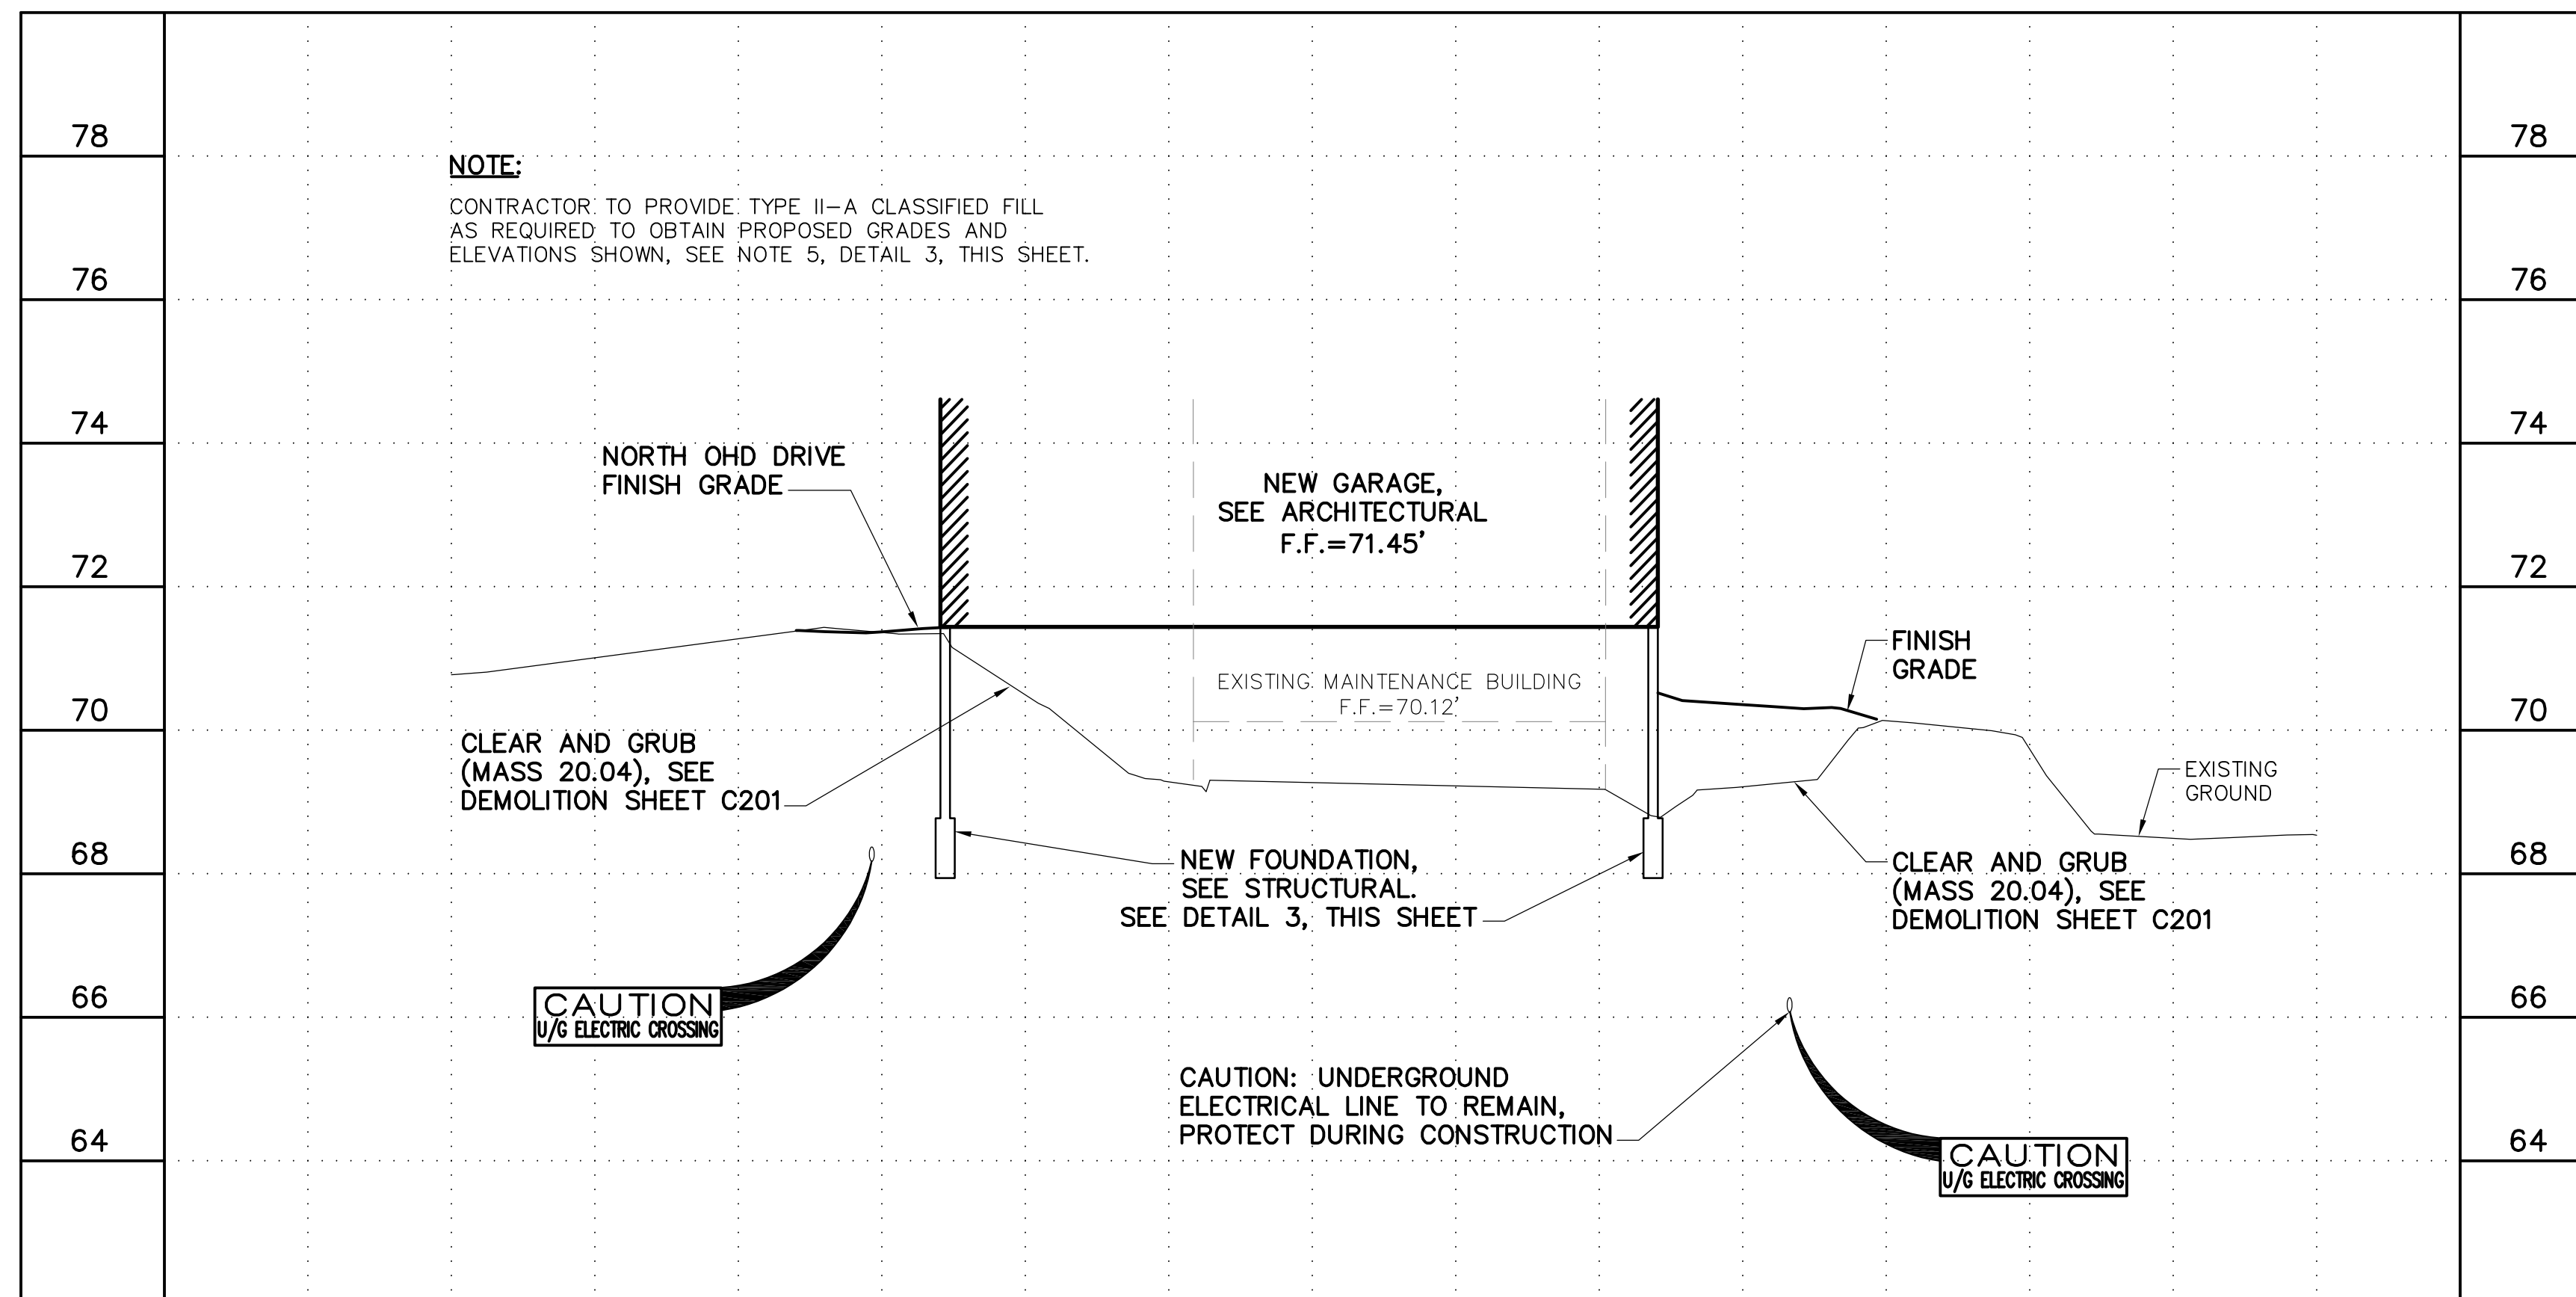 78
78
NOTE:
CONTRACTOR TO PROVIDE TYPE II-A CLASSIFIED FILL
AS REQUIRED TO OBTAIN PROPOSED GRADES AND
ELEVATIONS SHOWN, SEE NOTE 5, DETAIL 3, THIS SHEET.
76
76
74
74
NORTH OHD DRIVE
FINISH GRADE
NEW GARAGE,
SEE ARCHITECTURAL
F.F.=71.45'
72
72
FINISH
GRADE
EXISTING MAINTENANCE BUILDING
F.F.=70.12'
70
70
CLEAR AND GRUB
(MASS 20.04), SEE
DEMOLITION SHEET C201
EXISTING
GROUND
68
68
NEW FOUNDATION,
SEE STRUCTURAL.
SEE DETAIL 3, THIS SHEET
CLEAR AND GRUB
(MASS 20.04), SEE
DEMOLITION SHEET C201
66
66
CAUTION
U/G ELECTRIC CROSSING
CAUTION: UNDERGROUND
ELECTRICAL LINE TO REMAIN,
PROTECT DURING CONSTRUCTION
64
64
CAUTION
U/G ELECTRIC CROSSING